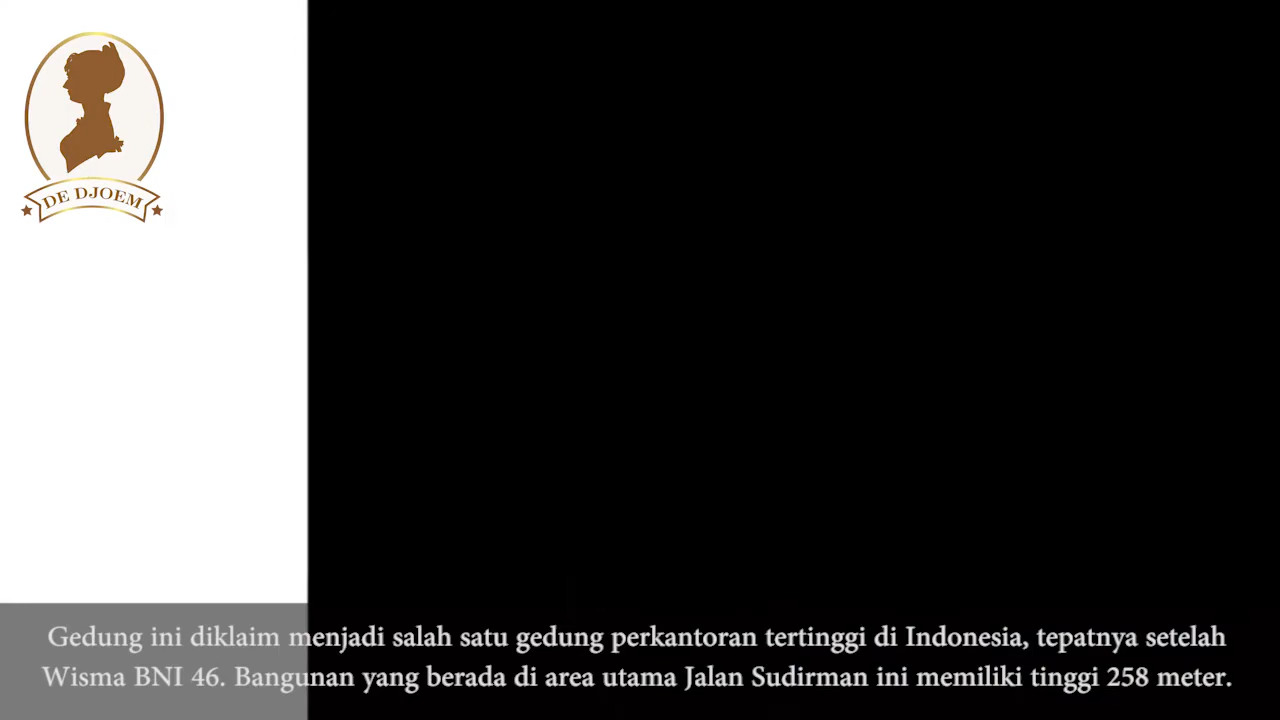 DE DJOEM
Gedung ini diklaim menjadi salah satu gedung perkantoran tertinggi di Indonesia, tepatnya setelah
Wisma BNI 46. Bangunan yang berada di area utama Jalan Sudirman ini memiliki tinggi 258 meter.